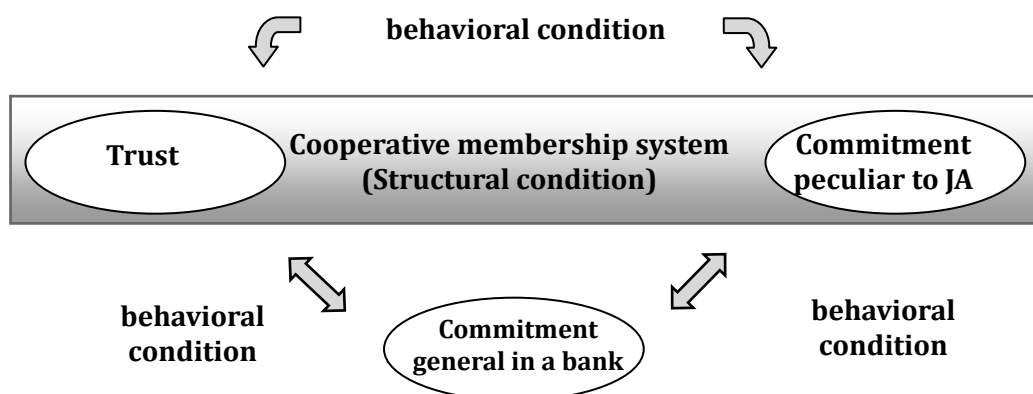 behavioral condition
Trust
Cooperative membership system
(Structural condition)
Commitment
peculiar to JA
behavioral
condition
Commitment
general in a bank
behavioral
condition